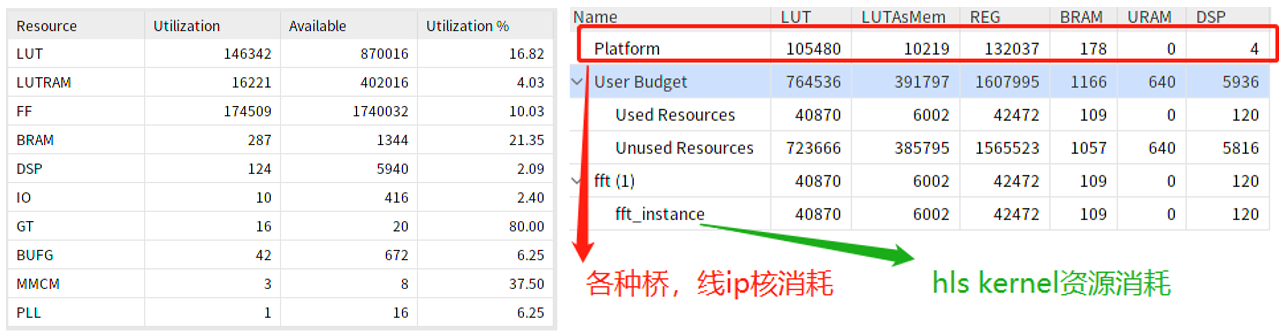 Resource Utilization Available Utilization %
LUT 146342 870016 16.82
LUTRAM 16221 402016 4.03
FF 174509 1740032 10.03
BRAM 287 1344 21.35
DSP 124 5940 2.09
IO 10 416 2.40
GT 16 20 80.00
BUFG 42 672 6.25
MMCM 3 8 37.50
PLL 1 16 6.25
Name LUT LUTAsMem REG BRAM URAM DSP
Platform 105480 10219 132037 178 0 4
User Budget 764536 391797 1607995 1166 640 5936
Used Resources 40870 6002 42472 109 0 120
Unused Resources 723666 385795 1565523 1057 640 5816
fft (1) 40870 6002 42472 109 0 120
fft_instance 40870 6002 42472 109 0 120
各种桥，线ip核消耗
hls kernel资源消耗